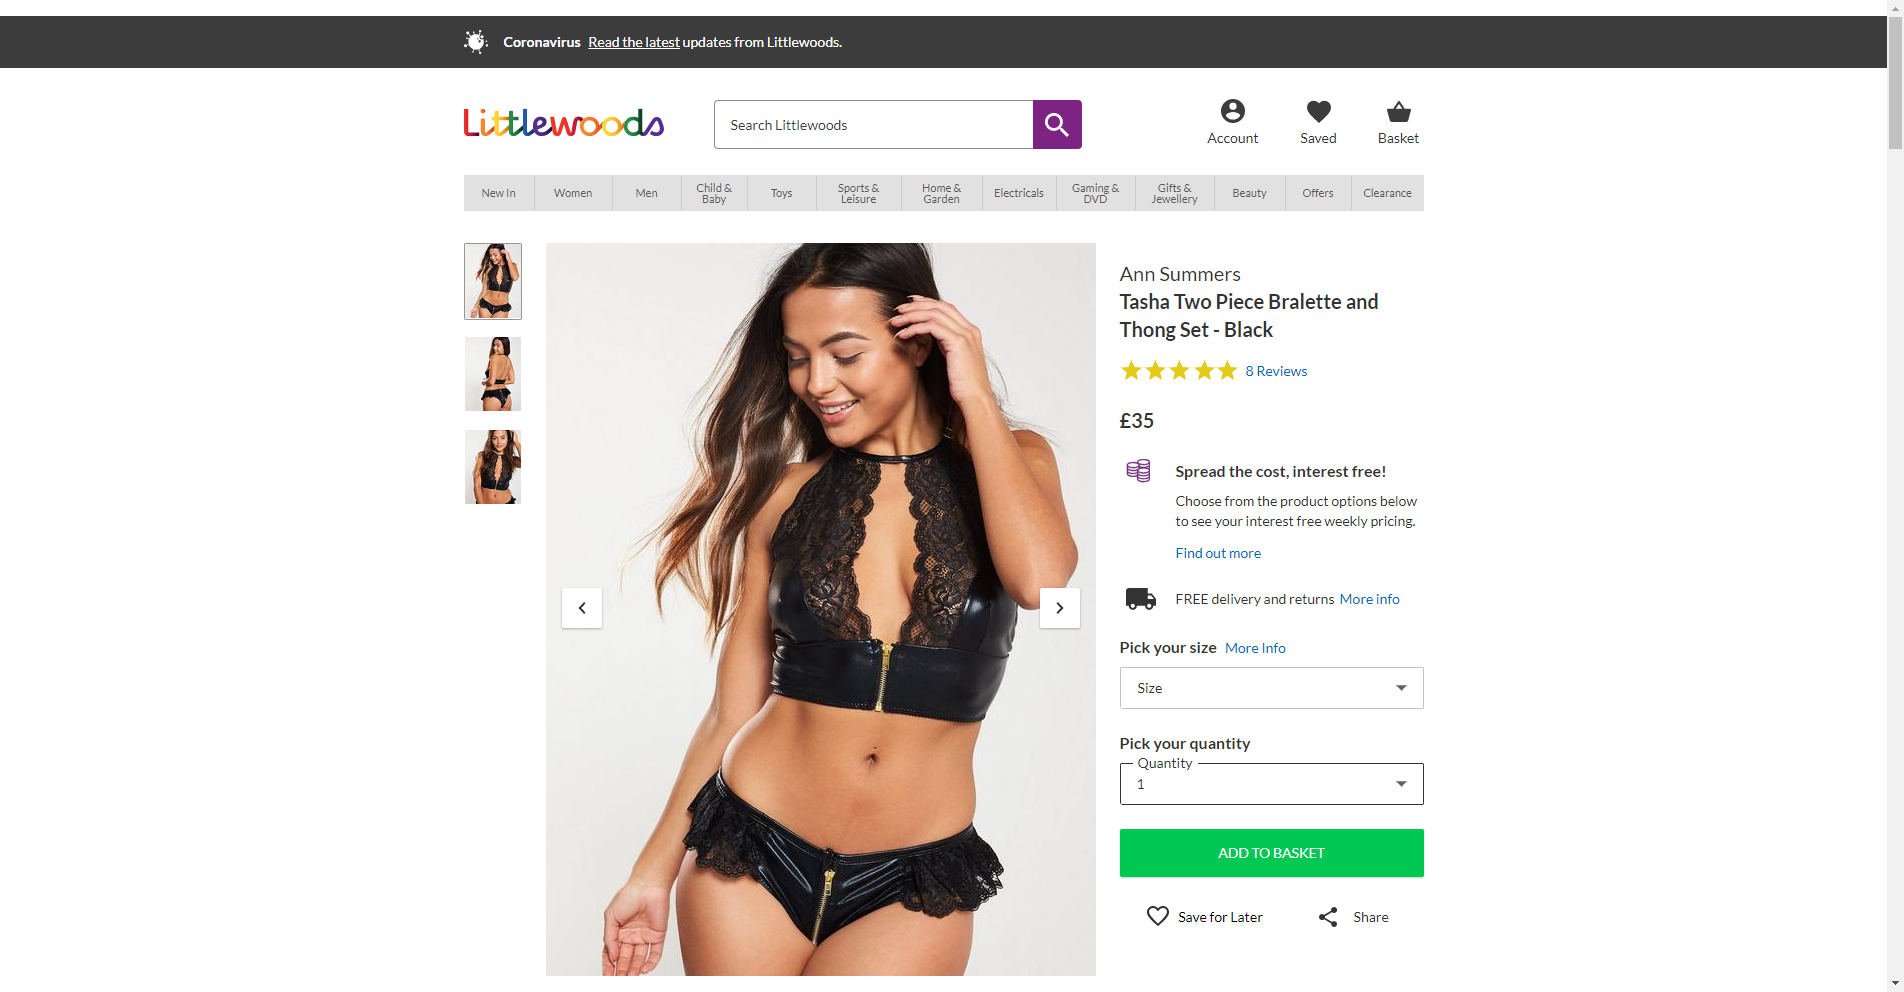 Coronavirus Read the latest updates from Littlewoods.
Littlewoods
Search Littlewoods
Account
Saved
Basket
New In
Women
Men
Child &
Baby
Toys
Sports &
Leisure
Home &
Garden
Electricals
Gaming &
DVD
Gifts &
Jewellery
Beauty
Offers
Clearance
Ann Summers
Tasha Two Piece Bralette and
Thong Set - Black
8 Reviews
£35
Spread the cost, interest free!
Choose from the product options below
to see your interest free weekly pricing.
Find out more
FREE delivery and returns More info
Pick your size More Info
Size
Pick your quantity
Quantity
1
ADD TO BASKET
Save for Later
Share